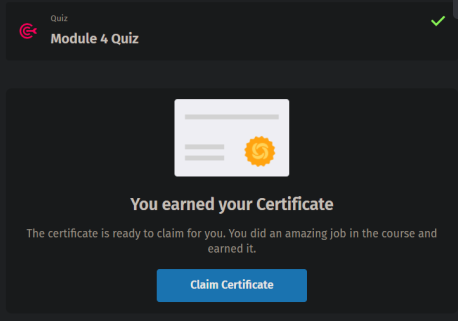 Quiz
Module 4 Quiz
You earned your Certificate
The certificate is ready to claim for you. You did an amazing job in the course and
earned it.
Claim Certificate